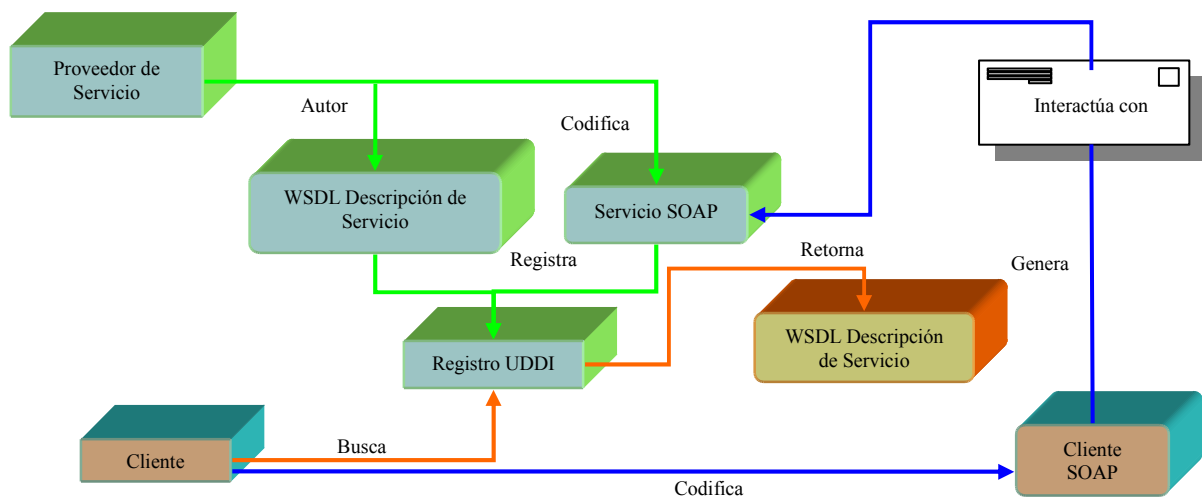 Proveedor de
Servicio
Autor
Codifica
Interactúa con
WSDL Descripción de
Servicio
Servicio SOAP
Registra
Retorna
Genera
Registro UDDI
WSDL Descripción
de Servicio
Busca
Cliente
Cliente
SOAP
Codifica